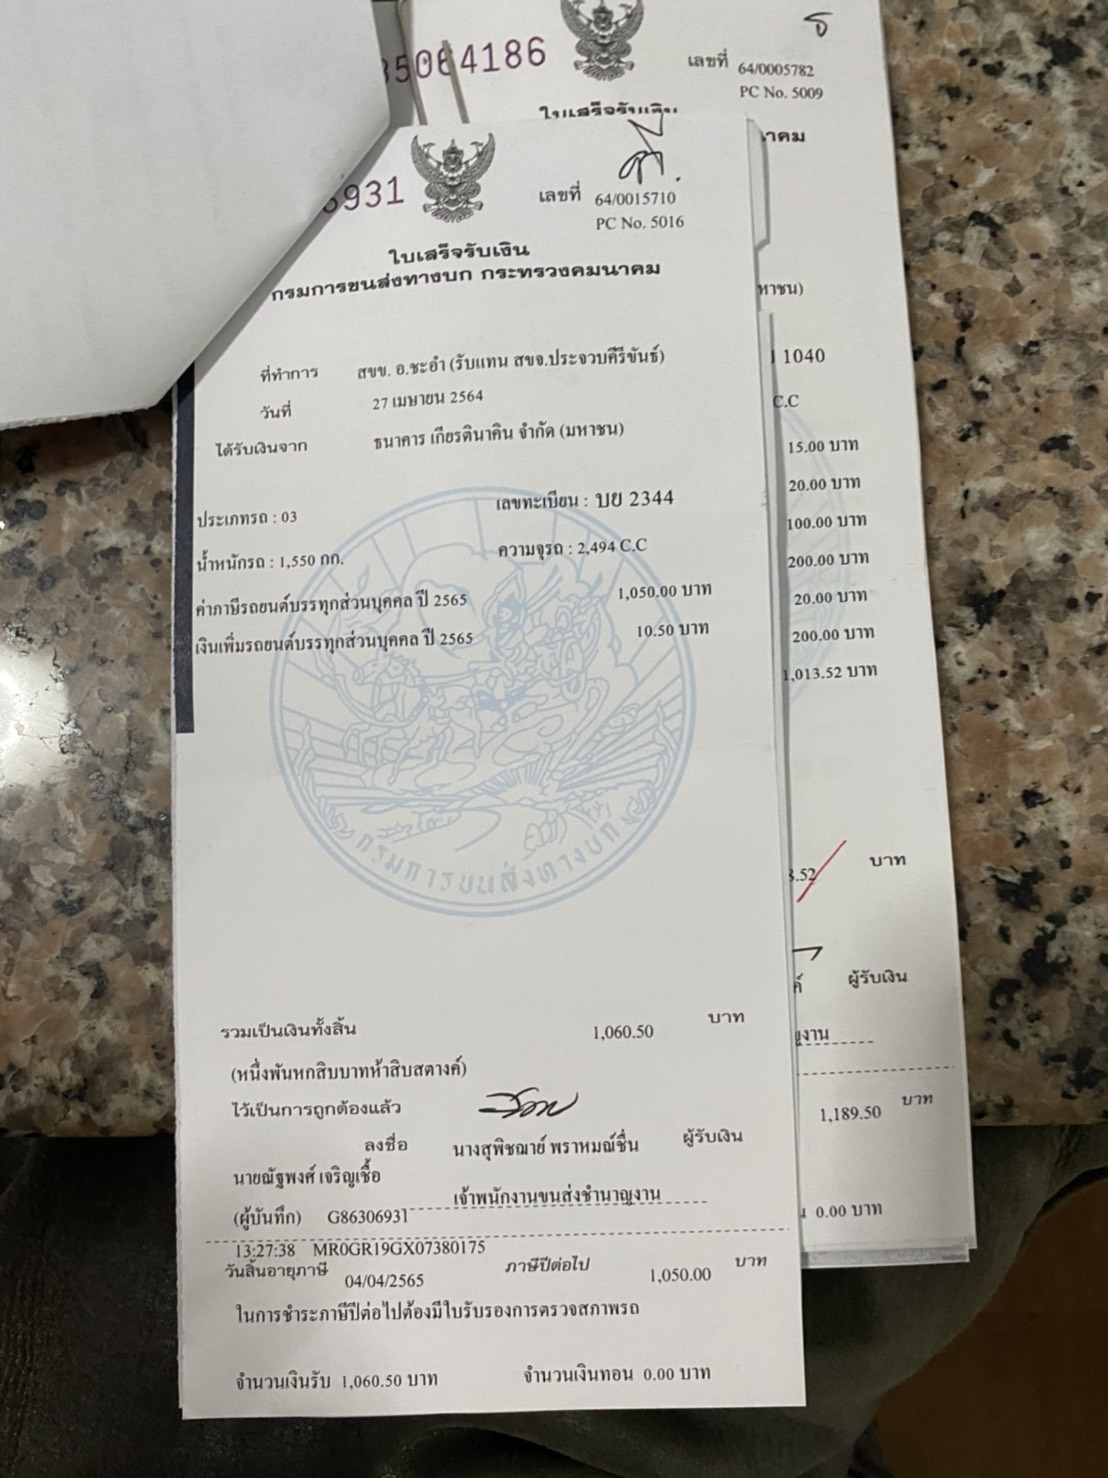 5064186
เลขที่ 64/0005782
PC No. 5009
ใบเสร็จรับเงิน
าคม
หาชน)
1040
C.C
15.00 บาท
20.00 บาท
100.00 บาท
200.00 บาท
20.00 บาท
200.00 บาท
1,013.52 บาท
.52 บาท
ผู้รับเงิน
งาน
1,189.50 บาท
0.00 บาท
931
เลขที่ 64/0015710
PC No. 5016
ใบเสร็จรับเงิน
กรมการขนส่งทางบก กระทรวงคมนาคม
ที่ทำการ สขข. อ.ชะอำ (รับแทน สขจ.ประจวบคีรีขันธ์)
วันที่ 27 เมษายน 2564
ได้รับเงินจาก ธนาคาร เกียรตินาคิน จำกัด (มหาชน)
ประเภทรถ : 03 เลขทะเบียน : บย 2344
น้ำหนักรถ : 1,550 กก. ความจุรถ : 2,494 C.C
ค่าภาษีรถยนต์บรรทุกส่วนบุคคล ปี 2565 1,050.00 บาท
เงินเพิ่มรถยนต์บรรทุกส่วนบุคคล ปี 2565 10.50 บาท
กรมการขนส่งทางบก
รวมเป็นเงินทั้งสิ้น 1,060.50 บาท
(หนึ่งพันหกสิบบาทห้าสิบสตางค์)
ไว้เป็นการถูกต้องแล้ว
ลงชื่อ นางสุพิชฌาย์ พราหมณ์ชื่น ผู้รับเงิน
นายณัฐพงศ์ เจริญเชื้อ
เจ้าพนักงานขนส่งชำนาญงาน
(ผู้บันทึก) G86306931
13:27:38 MR0GR19GX07380175
วันสิ้นอายุภาษี 04/04/2565 ภาษีปีต่อไป 1,050.00 บาท
ในการชำระภาษีปีต่อไปต้องมีใบรับรองการตรวจสภาพรถ
จำนวนเงินรับ 1,060.50 บาท จำนวนเงินทอน 0.00 บาท